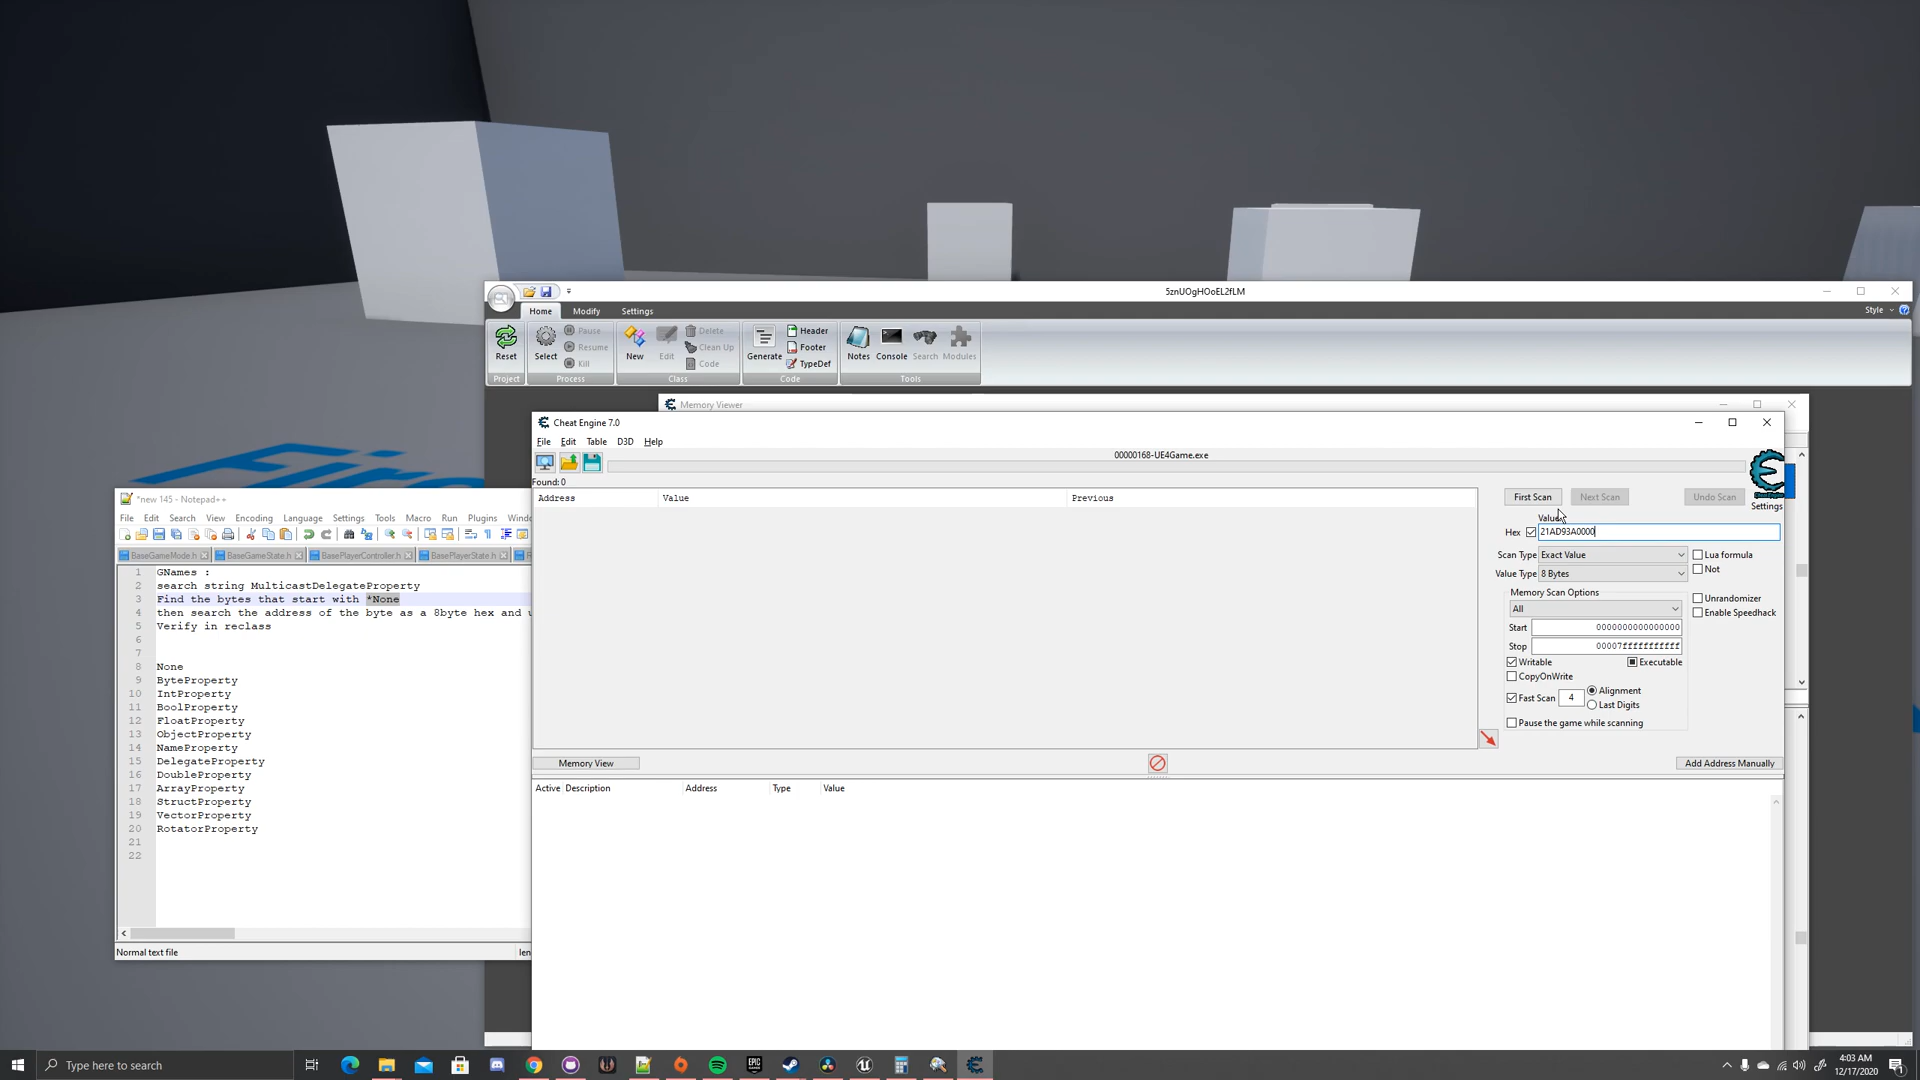 5znUOgHOoEL2fLM
Home Modify Settings
Style
Reset
Select
Pause
Resume
Kill
New
Edit
Delete
Clean Up
Code
Generate
Header
Footer
TypeDef
Notes
Console
Search
Modules
Project
Process
Class
Code
Tools
Memory Viewer
Cheat Engine 7.0
File Edit Table D3D Help
00000168-UE4Game.exe
Found: 0
Address Value Previous
First Scan
Next Scan
Undo Scan
Settings
Value:
Hex 21AD93A0000
Scan Type Exact Value
Lua formula
Not
Value Type 8 Bytes
Memory Scan Options
All
Unrandomizer
Enable Speedhack
Start 0000000000000000
Stop 00007fffffffffff
Writable
Executable
CopyOnWrite
Fast Scan 4
Alignment
Last Digits
Pause the game while scanning
Memory View
Add Address Manually
Active Description Address Type Value
*new 145 - Notepad++
File Edit Search View Encoding Language Settings Tools Macro Run Plugins
BaseGameMode.h
BaseGameState.h
BasePlayerController.h
BasePlayerState.h
1 GNames :
2 search string MulticastDelegateProperty
3 Find the bytes that start with *None
4 then search the address of the byte as a 8byte hex and
5 Verify in reclass
6
7
8 None
9 ByteProperty
10 IntProperty
11 BoolProperty
12 FloatProperty
13 ObjectProperty
14 NameProperty
15 DelegateProperty
16 DoubleProperty
17 ArrayProperty
18 StructProperty
19 VectorProperty
20 RotatorProperty
21
22
Normal text file
Type here to search
EPIC
4:03 AM
12/17/2020